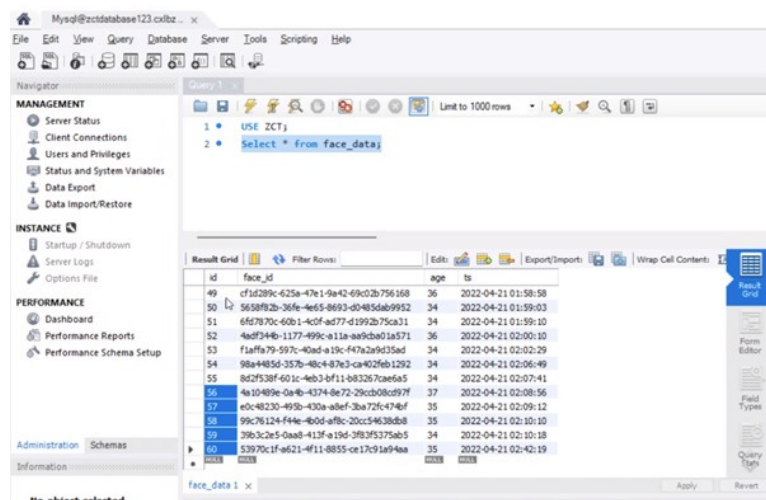 Mysql@zctdatabase123.cxlbz... ×
File Edit View Query Database Server Tools Scripting Help
Navigator
Query 1 ×
MANAGEMENT
Server Status
Client Connections
Users and Privileges
Status and System Variables
Data Export
Data Import/Restore
INSTANCE
Startup / Shutdown
Server Logs
Options File
PERFORMANCE
Dashboard
Performance Reports
Performance Schema Setup
Administration Schemas
Information
No object selected
Limit to 1000 rows
1 USE ZCT;
2 Select * from face_data;
Result Grid Filter Rows: Edit: Export/Import: Wrap Cell Content:
id face_id age ts
49 cf1d289c-625a-47e1-9a42-69c02b756168 36 2022-04-21 01:58:58
50 5658f82b-36fe-4e65-8693-d0485dab9952 34 2022-04-21 01:59:03
51 6fd7870c-60b1-4c0f-ad77-d1992b75ca31 34 2022-04-21 01:59:10
52 4adf344b-1177-499c-a11a-aa9cba01a571 36 2022-04-21 02:00:10
53 f1affa79-597c-40ad-a19c-f47a2a9d35ad 34 2022-04-21 02:02:29
54 98a4485d-357b-48c4-87e3-ca402feb1292 34 2022-04-21 02:06:49
55 8d2f538f-601c-4eb3-bf11-b83267cae6a5 34 2022-04-21 02:07:41
56 4a10489e-0a4b-4374-8e72-29ccb08cd97f 37 2022-04-21 02:08:56
57 e0c48230-495b-430a-a8ef-3ba72fc474bf 35 2022-04-21 02:09:12
58 99c76124-f44e-4b0d-af8c-20cc54638db8 35 2022-04-21 02:10:10
59 39b3c2e5-0aa8-413f-a19d-3f83f5375ab5 34 2022-04-21 02:10:18
60 53970c1f-a621-4f11-8855-ce17c91a94aa 35 2022-04-21 02:42:19
NULL NULL NULL NULL
Result Grid
Form Editor
Field Types
Query Stats
face_data 1 ×
Apply Revert